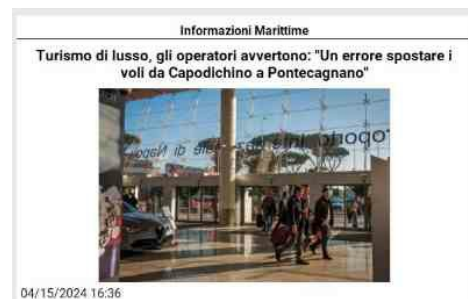 Informazioni Marittime
Turismo di lusso, gli operatori avvertono: "Un errore spostare i
voli da Capodichino a Pontecagnano"
04/15/2024 16:36